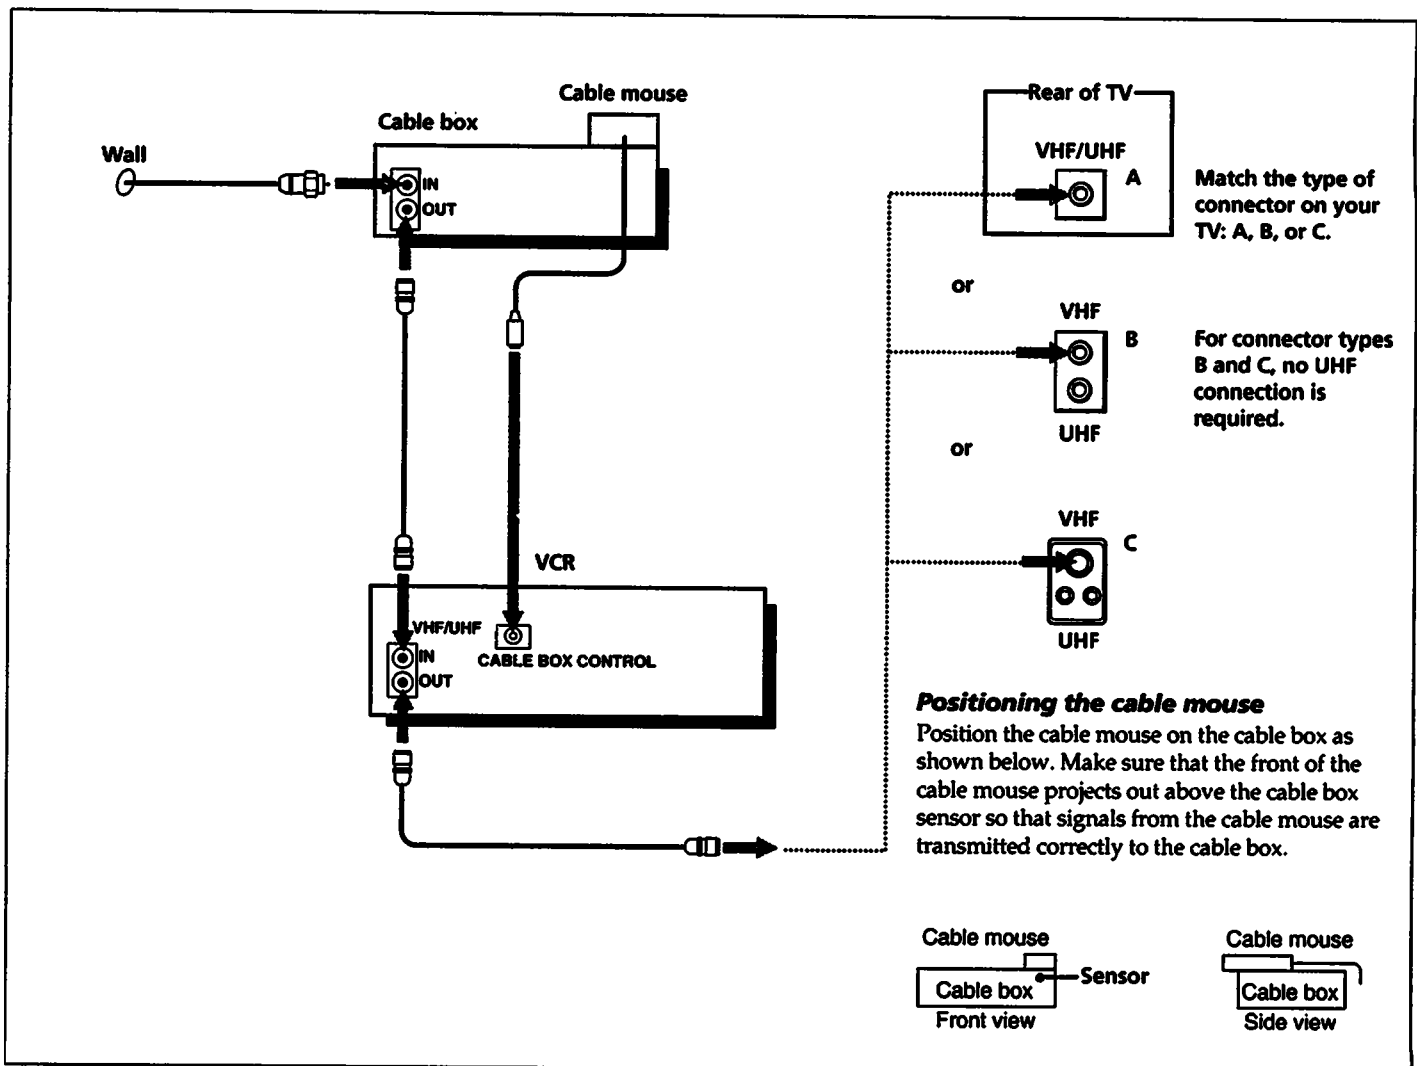 Cable mouse
Cable box
Wall
IN
OUT
VCR
VHF/UHF
IN
OUT
CABLE BOX CONTROL
Rear of TV
VHF/UHF
A
Match the type of
connector on your
TV: A, B, or C.
or
VHF
B
UHF
For connector types
B and C, no UHF
connection is
required.
or
VHF
C
UHF
Positioning the cable mouse
Position the cable mouse on the cable box as
shown below. Make sure that the front of the
cable mouse projects out above the cable box
sensor so that signals from the cable mouse are
transmitted correctly to the cable box.
Cable mouse
Sensor
Cable box
Front view
Cable mouse
Cable box
Side view